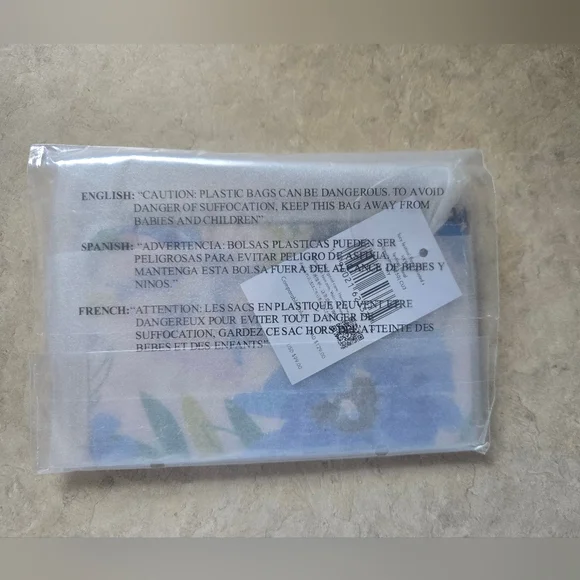 ENGLISH: "CAUTION: PLASTIC BAGS CAN BE DANGEROUS. TO AVOID
DANGER OF SUFFOCATION, KEEP THIS BAG AWAY FROM
BABIES AND CHILDREN"
SPANISH: "ADVERTENCIA: BOLSAS PLASTICAS PUEDEN SER
PELIGROSAS PARA EVITAR PELIGRO DE ASFIXIA,
MANTENGA ESTA BOLSA FUERA DEL ALCANCE DE BEBES Y
NINOS."
FRENCH: "ATTENTION: LES SACS EN PLASTIQUE PEUVENT ETRE
DANGEREUX POUR EVITER TOUT DANGER DE
SUFFOCATION, GARDEZ CE SAC HORS DEL'ATTEINTE DES
BEBES ET DES ENFANTS"